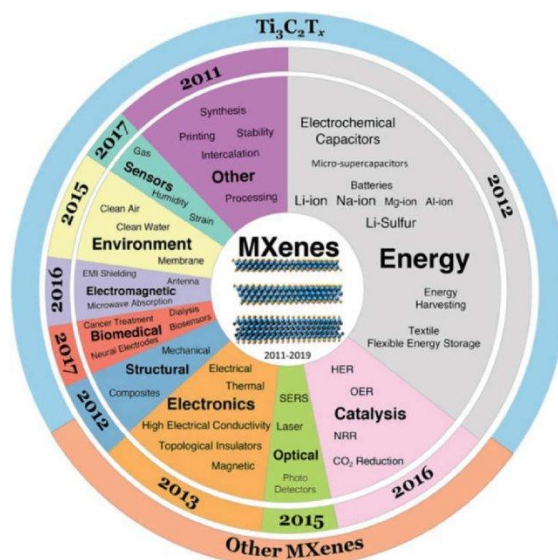 Ti₃C₂Tₓ
2011
Synthesis
Printing
Stability
Intercalation
Other
Processing
2012
Electrochemical
Capacitors
Micro-supercapacitors
Batteries
Li-ion Na-ion Mg-ion Al-ion
Li-Sulfur
Energy
Energy
Harvesting
Textile
Flexible Energy Storage
2017
Gas
Sensors
Humidity
Strain
2015
Clean Air
Clean Water
Environment
Membrane
2016
EMI Shielding
Antenna
Electromagnetic
Microwave Absorption
2017
Cancer Treatment
Dialysis
Biomedical
Biosensors
Neural Electrodes
2012
Mechanical
Structural
Composites
2013
Electrical
Thermal
Electronics
High Electrical Conductivity
Topological Insulators
Magnetic
2015
SERS
Laser
Optical
Photo
Detectors
2016
HER
OER
Catalysis
NRR
CO₂ Reduction
MXenes
2011-2019
Other MXenes